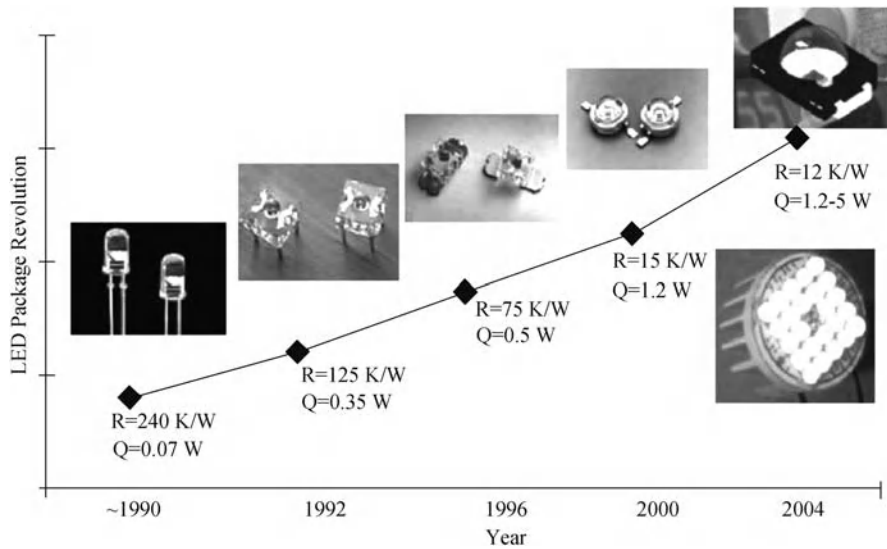 LED Package Revolution
R=240 K/W
Q=0.07 W
R=125 K/W
Q=0.35 W
R=75 K/W
Q=0.5 W
R=15 K/W
Q=1.2 W
R=12 K/W
Q=1.2-5 W
~1990
1992
1996
2000
2004
Year